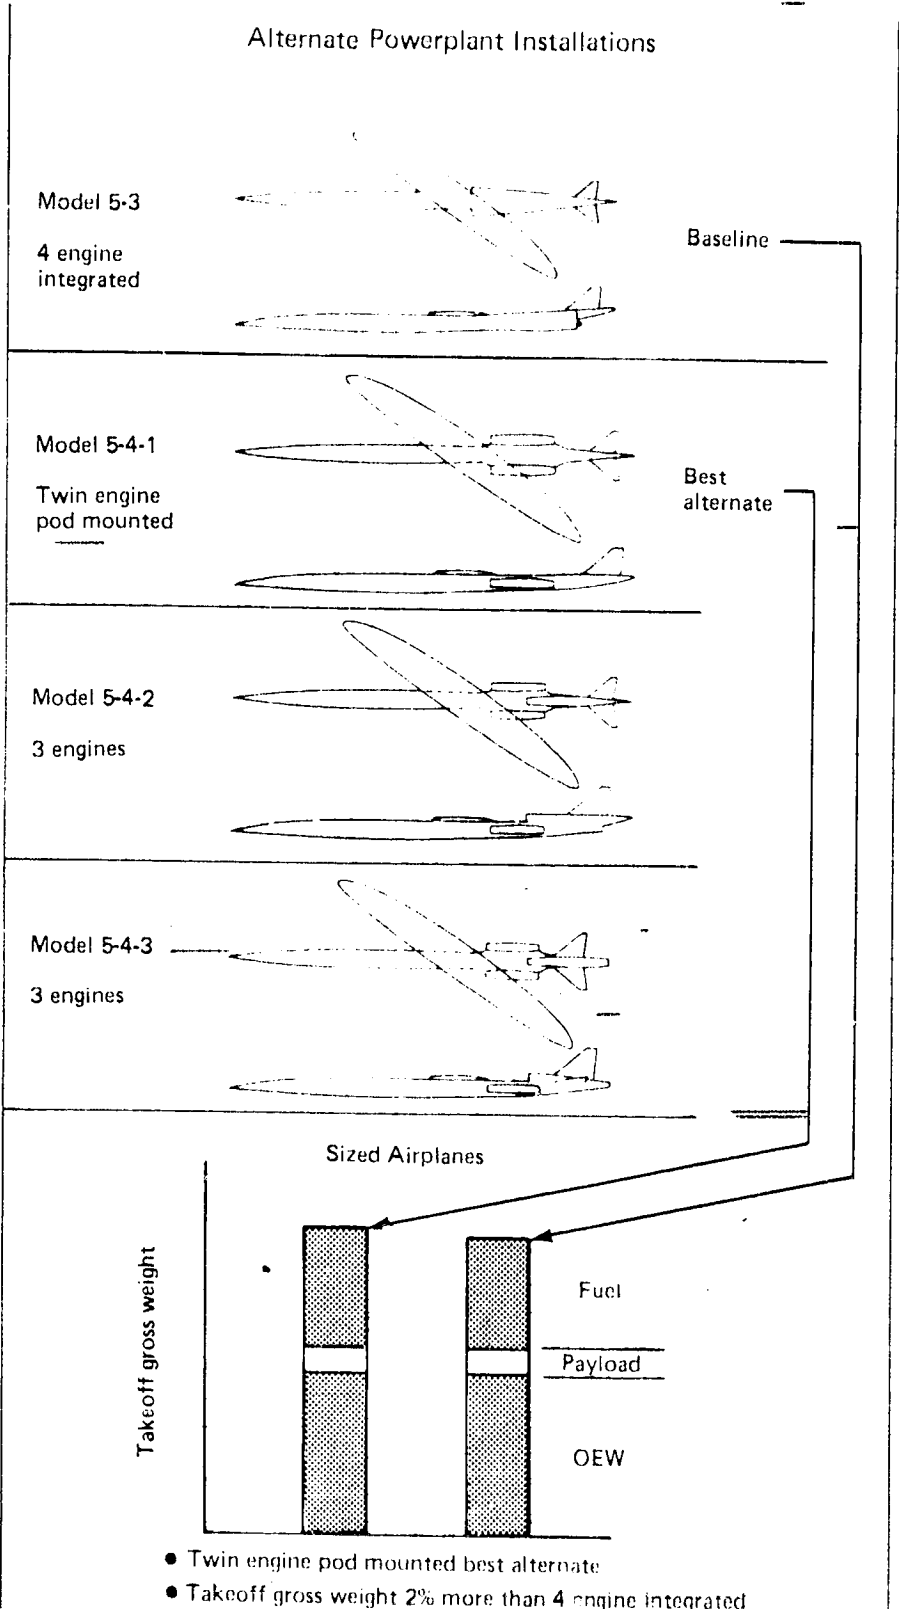 Alternate Powerplant Installations
Model 5-3
4 engine
integrated
Baseline
Model 5-4-1
Twin engine
pod mounted
Best
alternate
Model 5-4-2
3 engines
Model 5-4-3
3 engines
Sized Airplanes
Takeoff gross weight
Fuel
Payload
OEW
● Twin engine pod mounted best alternate
● Takeoff gross weight 2% more than 4 engine integrated